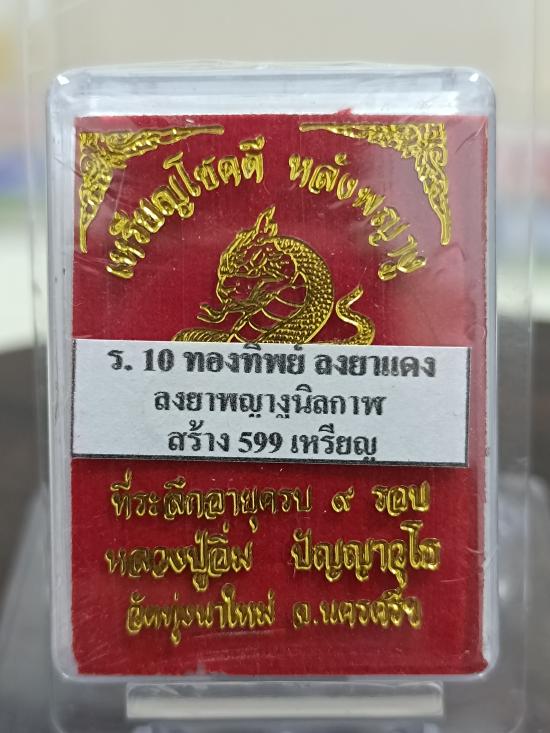 เหรียญโชคดี หลังพญางู
ร. 10 ทองทิพย์ ลงยาแดง
ลงยาพญางูนิลกาฬ
สร้าง 599 เหรียญ
ที่ระลึกอายุครบ ๙ รอบ
หลวงปู่อิ่ม ปัญญาวุโธ
วัดทุ่งนาใหม่ จ.นครศรีฯ